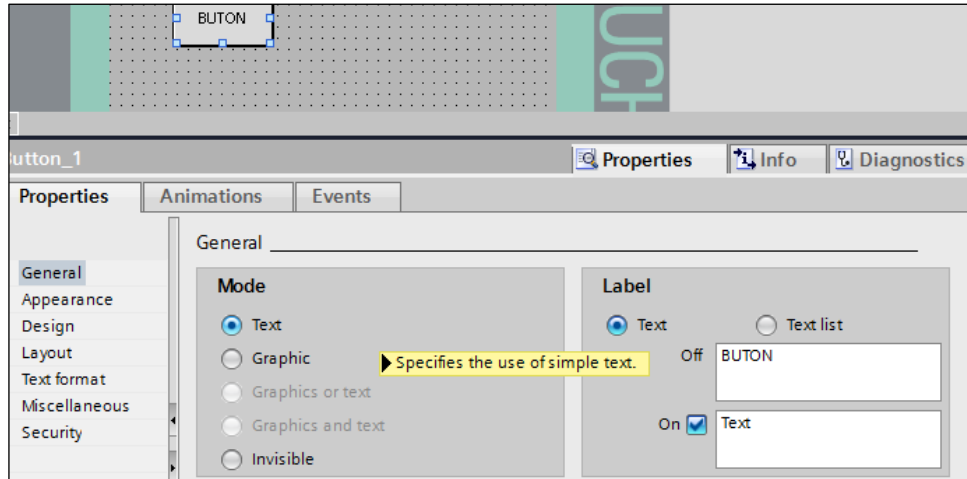 BUTON
UCH
utton_1
Properties
Info
Diagnostics
Properties
Animations
Events
General
General
Appearance
Design
Layout
Text format
Miscellaneous
Security
Mode
Text
Graphic
Specifies the use of simple text.
Graphics or text
Graphics and text
Invisible
Label
Text
Text list
Off
BUTON
On
Text